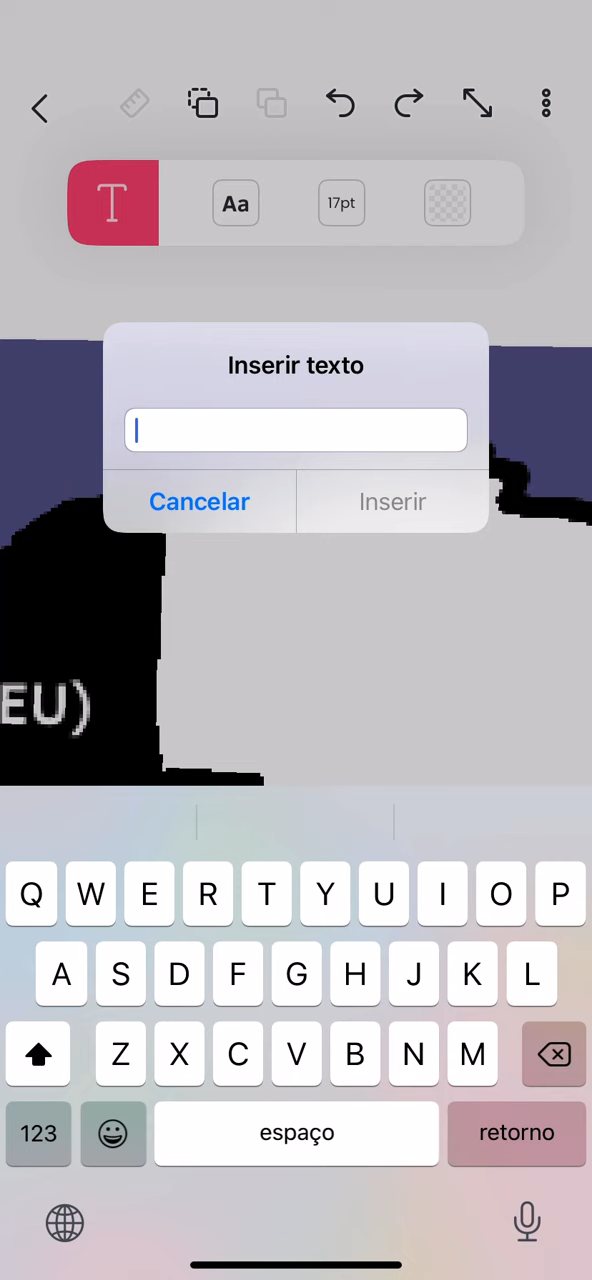 T
Aa
17pt
Inserir texto
Cancelar
Inserir
EU)
Q W E R T Y U I O P
A S D F G H J K L
Z X C V B N M
123
espaço
retorno